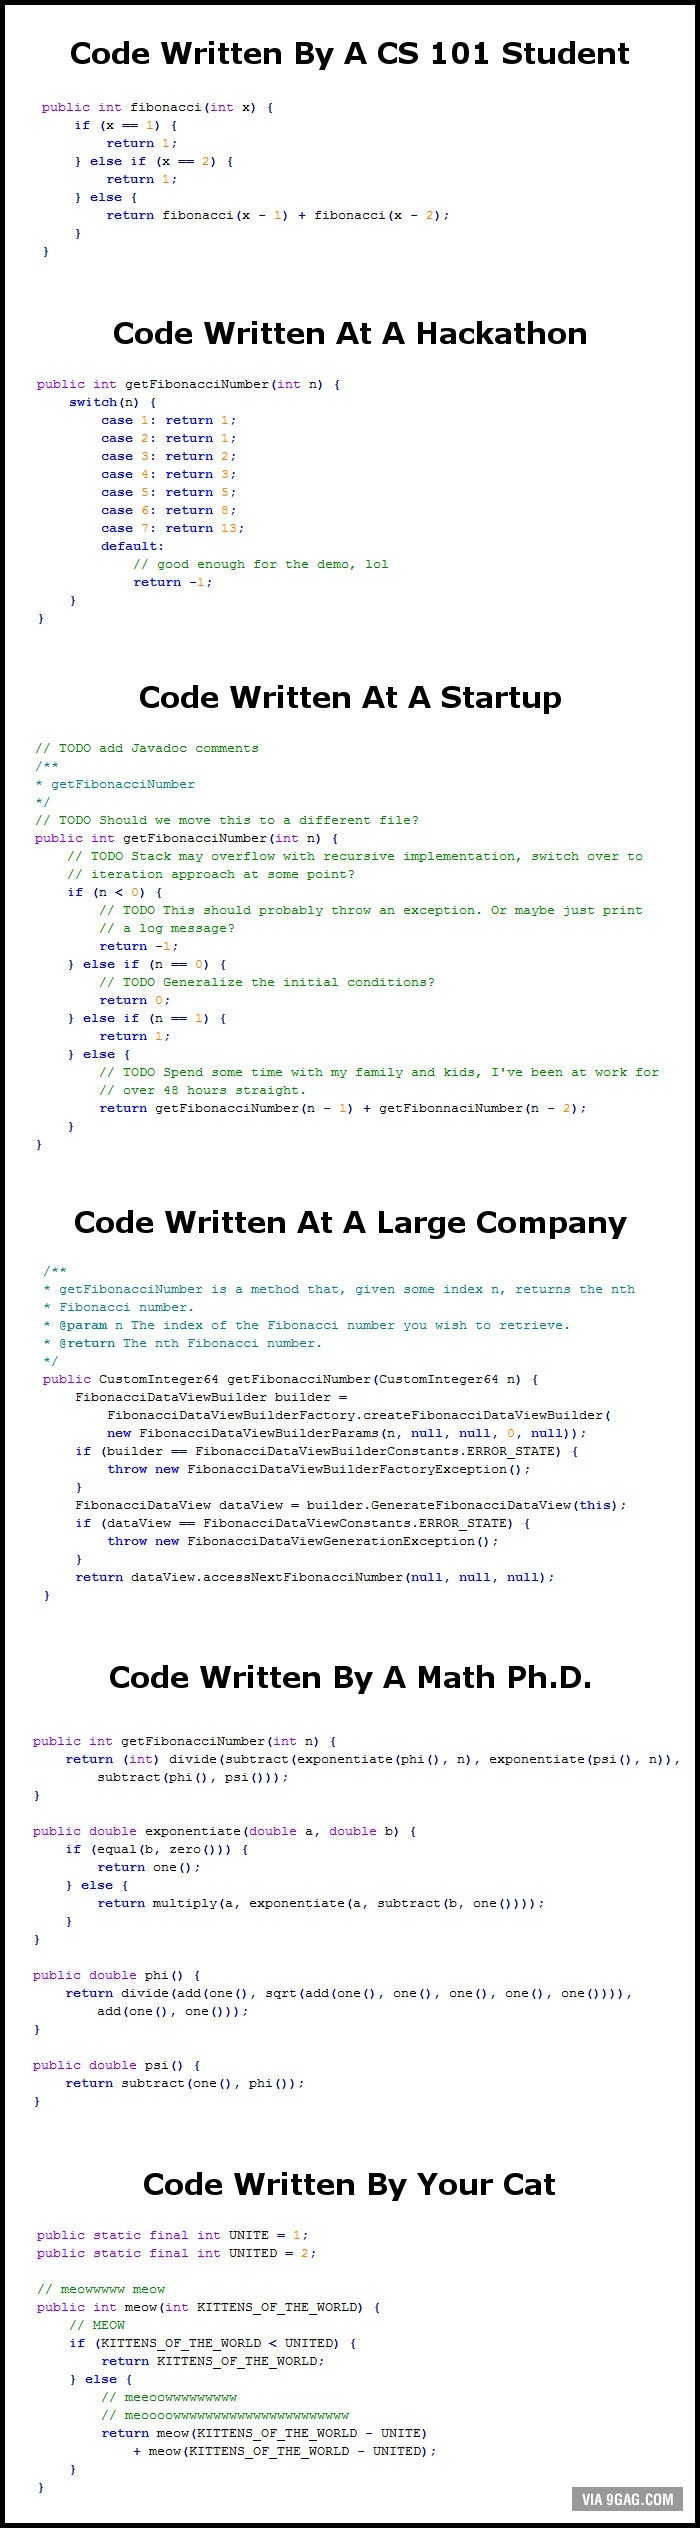 Code Written By A CS 101 Student
public int fibonacci(int x) {
    if (x == 1) {
        return 1;
    } else if (x == 2) {
        return 1;
    } else {
        return fibonacci(x - 1) + fibonacci(x - 2);
    }
}
Code Written At A Hackathon
public int getFibonacciNumber(int n) {
    switch(n) {
        case 1: return 1;
        case 2: return 1;
        case 3: return 2;
        case 4: return 3;
        case 5: return 5;
        case 6: return 8;
        case 7: return 13;
        default:
            // good enough for the demo, lol
            return -1;
    }
}
Code Written At A Startup
// TODO add Javadoc comments
/**
* getFibonacciNumber
*/
// TODO Should we move this to a different file?
public int getFibonacciNumber(int n) {
    // TODO Stack may overflow with recursive implementation, switch over to
    // iteration approach at some point?
    if (n < 0) {
        // TODO This should probably throw an exception. Or maybe just print
        // a log message?
        return -1;
    } else if (n == 0) {
        // TODO Generalize the initial conditions?
        return 0;
    } else if (n == 1) {
        return 1;
    } else {
        // TODO Spend some time with my family and kids, I've been at work for
        // over 48 hours straight.
        return getFibonacciNumber(n - 1) + getFibonnaciNumber(n - 2);
    }
}
Code Written At A Large Company
/**
* getFibonacciNumber is a method that, given some index n, returns the nth
* Fibonacci number.
* @param n The index of the Fibonacci number you wish to retrieve.
* @return The nth Fibonacci number.
*/
public CustomInteger64 getFibonacciNumber(CustomInteger64 n) {
    FibonacciDataViewBuilder builder =
        FibonacciDataViewBuilderFactory.createFibonacciDataViewBuilder(
        new FibonacciDataViewBuilderParams(n, null, null, 0, null));
    if (builder == FibonacciDataViewBuilderConstants.ERROR_STATE) {
        throw new FibonacciDataViewBuilderFactoryException();
    }
    FibonacciDataView dataView = builder.GenerateFibonacciDataView(this);
    if (dataView == FibonacciDataViewConstants.ERROR_STATE) {
        throw new FibonacciDataViewGenerationException();
    }
    return dataView.accessNextFibonacciNumber(null, null, null);
}
Code Written By A Math Ph.D.
public int getFibonacciNumber(int n) {
    return (int) divide(subtract(exponentiate(phi(), n), exponentiate(psi(), n)),
        subtract(phi(), psi()));
}
public double exponentiate(double a, double b) {
    if (equal(b, zero())) {
        return one();
    } else {
        return multiply(a, exponentiate(a, subtract(b, one())));
    }
}
public double phi() {
    return divide(add(one(), sqrt(add(one(), one(), one(), one(), one()))),
        add(one(), one()));
}
public double psi() {
    return subtract(one(), phi());
}
Code Written By Your Cat
public static final int UNITE = 1;
public static final int UNITED = 2;
// meowwwww meow
public int meow(int KITTENS_OF_THE_WORLD) {
    // MEOW
    if (KITTENS_OF_THE_WORLD < UNITED) {
        return KITTENS_OF_THE_WORLD;
    } else {
        // meeoowwwwwwwww
        // meoooowwwwwwwwwwwwwwwwwwwwww
        return meow(KITTENS_OF_THE_WORLD - UNITE)
            + meow(KITTENS_OF_THE_WORLD - UNITED);
    }
}
VIA 9GAG.COM